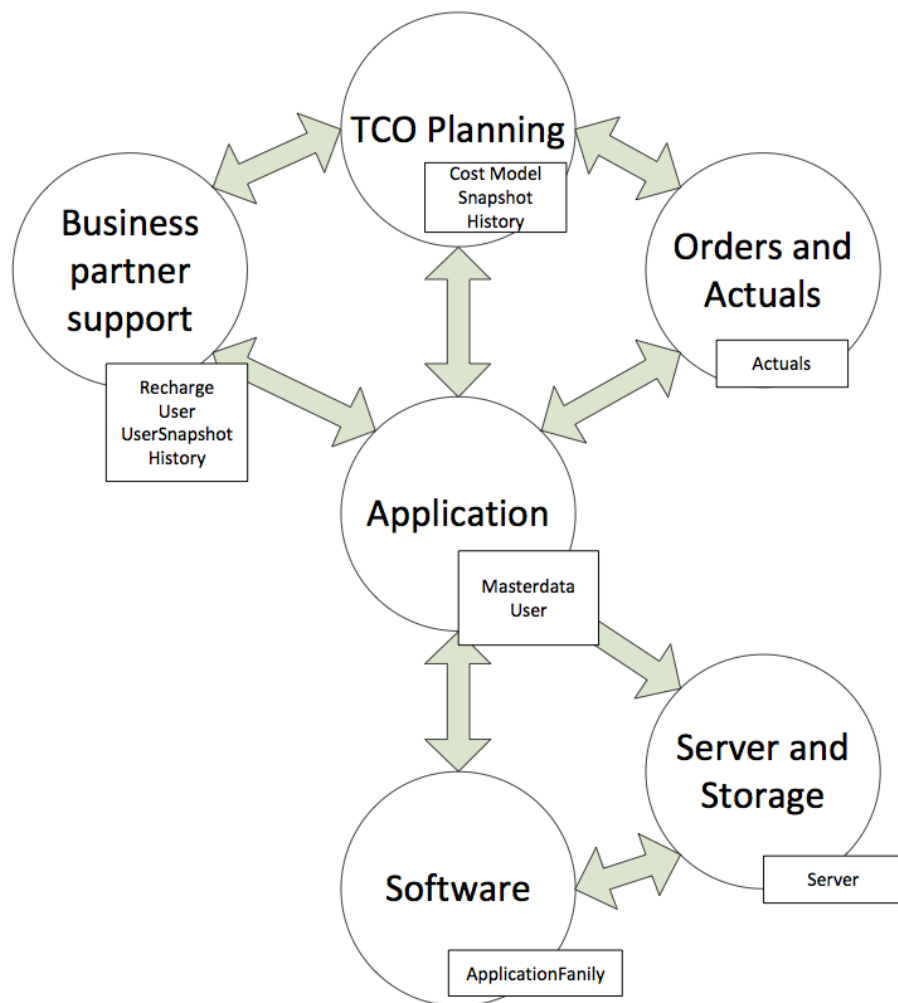 TCO Planning
Cost Model
Snapshot
History
Business
partner
support
Recharge
User
UserSnapshot
History
Orders and
Actuals
Actuals
Application
Masterdata
User
Server and
Storage
Server
Software
ApplicationFanily